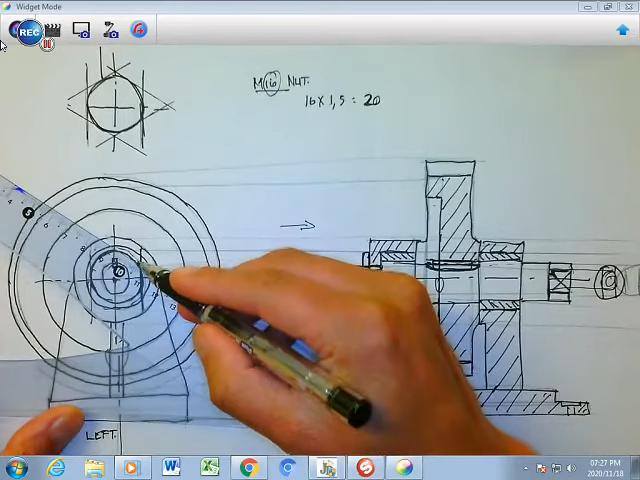 Widget Mode
REC
M16 NUT.
16 X 1,5 = 20
LEFT
07:27 PM
2020/11/18